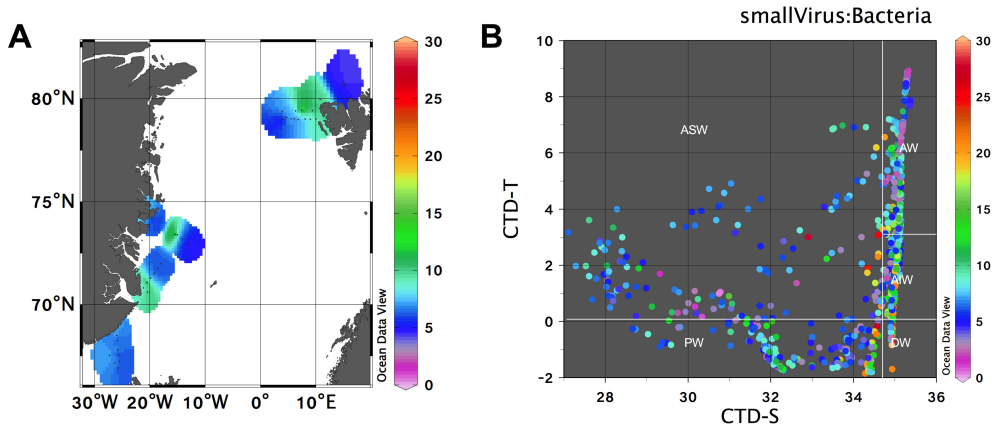 smallVirus:Bacteria
A
B
80°N
75°N
70°N
30°W
20°W
10°W
0°
10°E
30
25
20
15
10
5
0
Ocean Data View
CTD-T
10
8
6
4
2
0
-2
ASW
AW
AIW
PW
DW
28
30
32
34
36
CTD-S
30
25
20
15
10
5
0
Ocean Data View